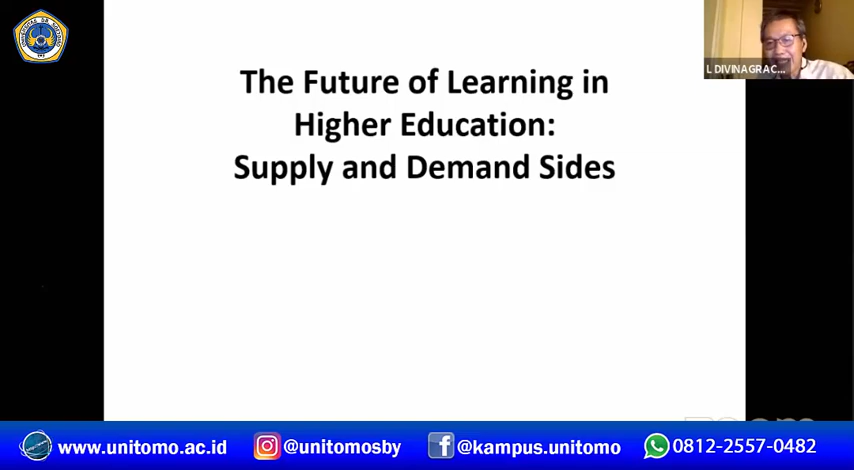 L DIVINAGRAC...
The Future of Learning in
Higher Education:
Supply and Demand Sides
www.unitomo.ac.id
@unitomosby
@kampus.unitomo
0812-2557-0482